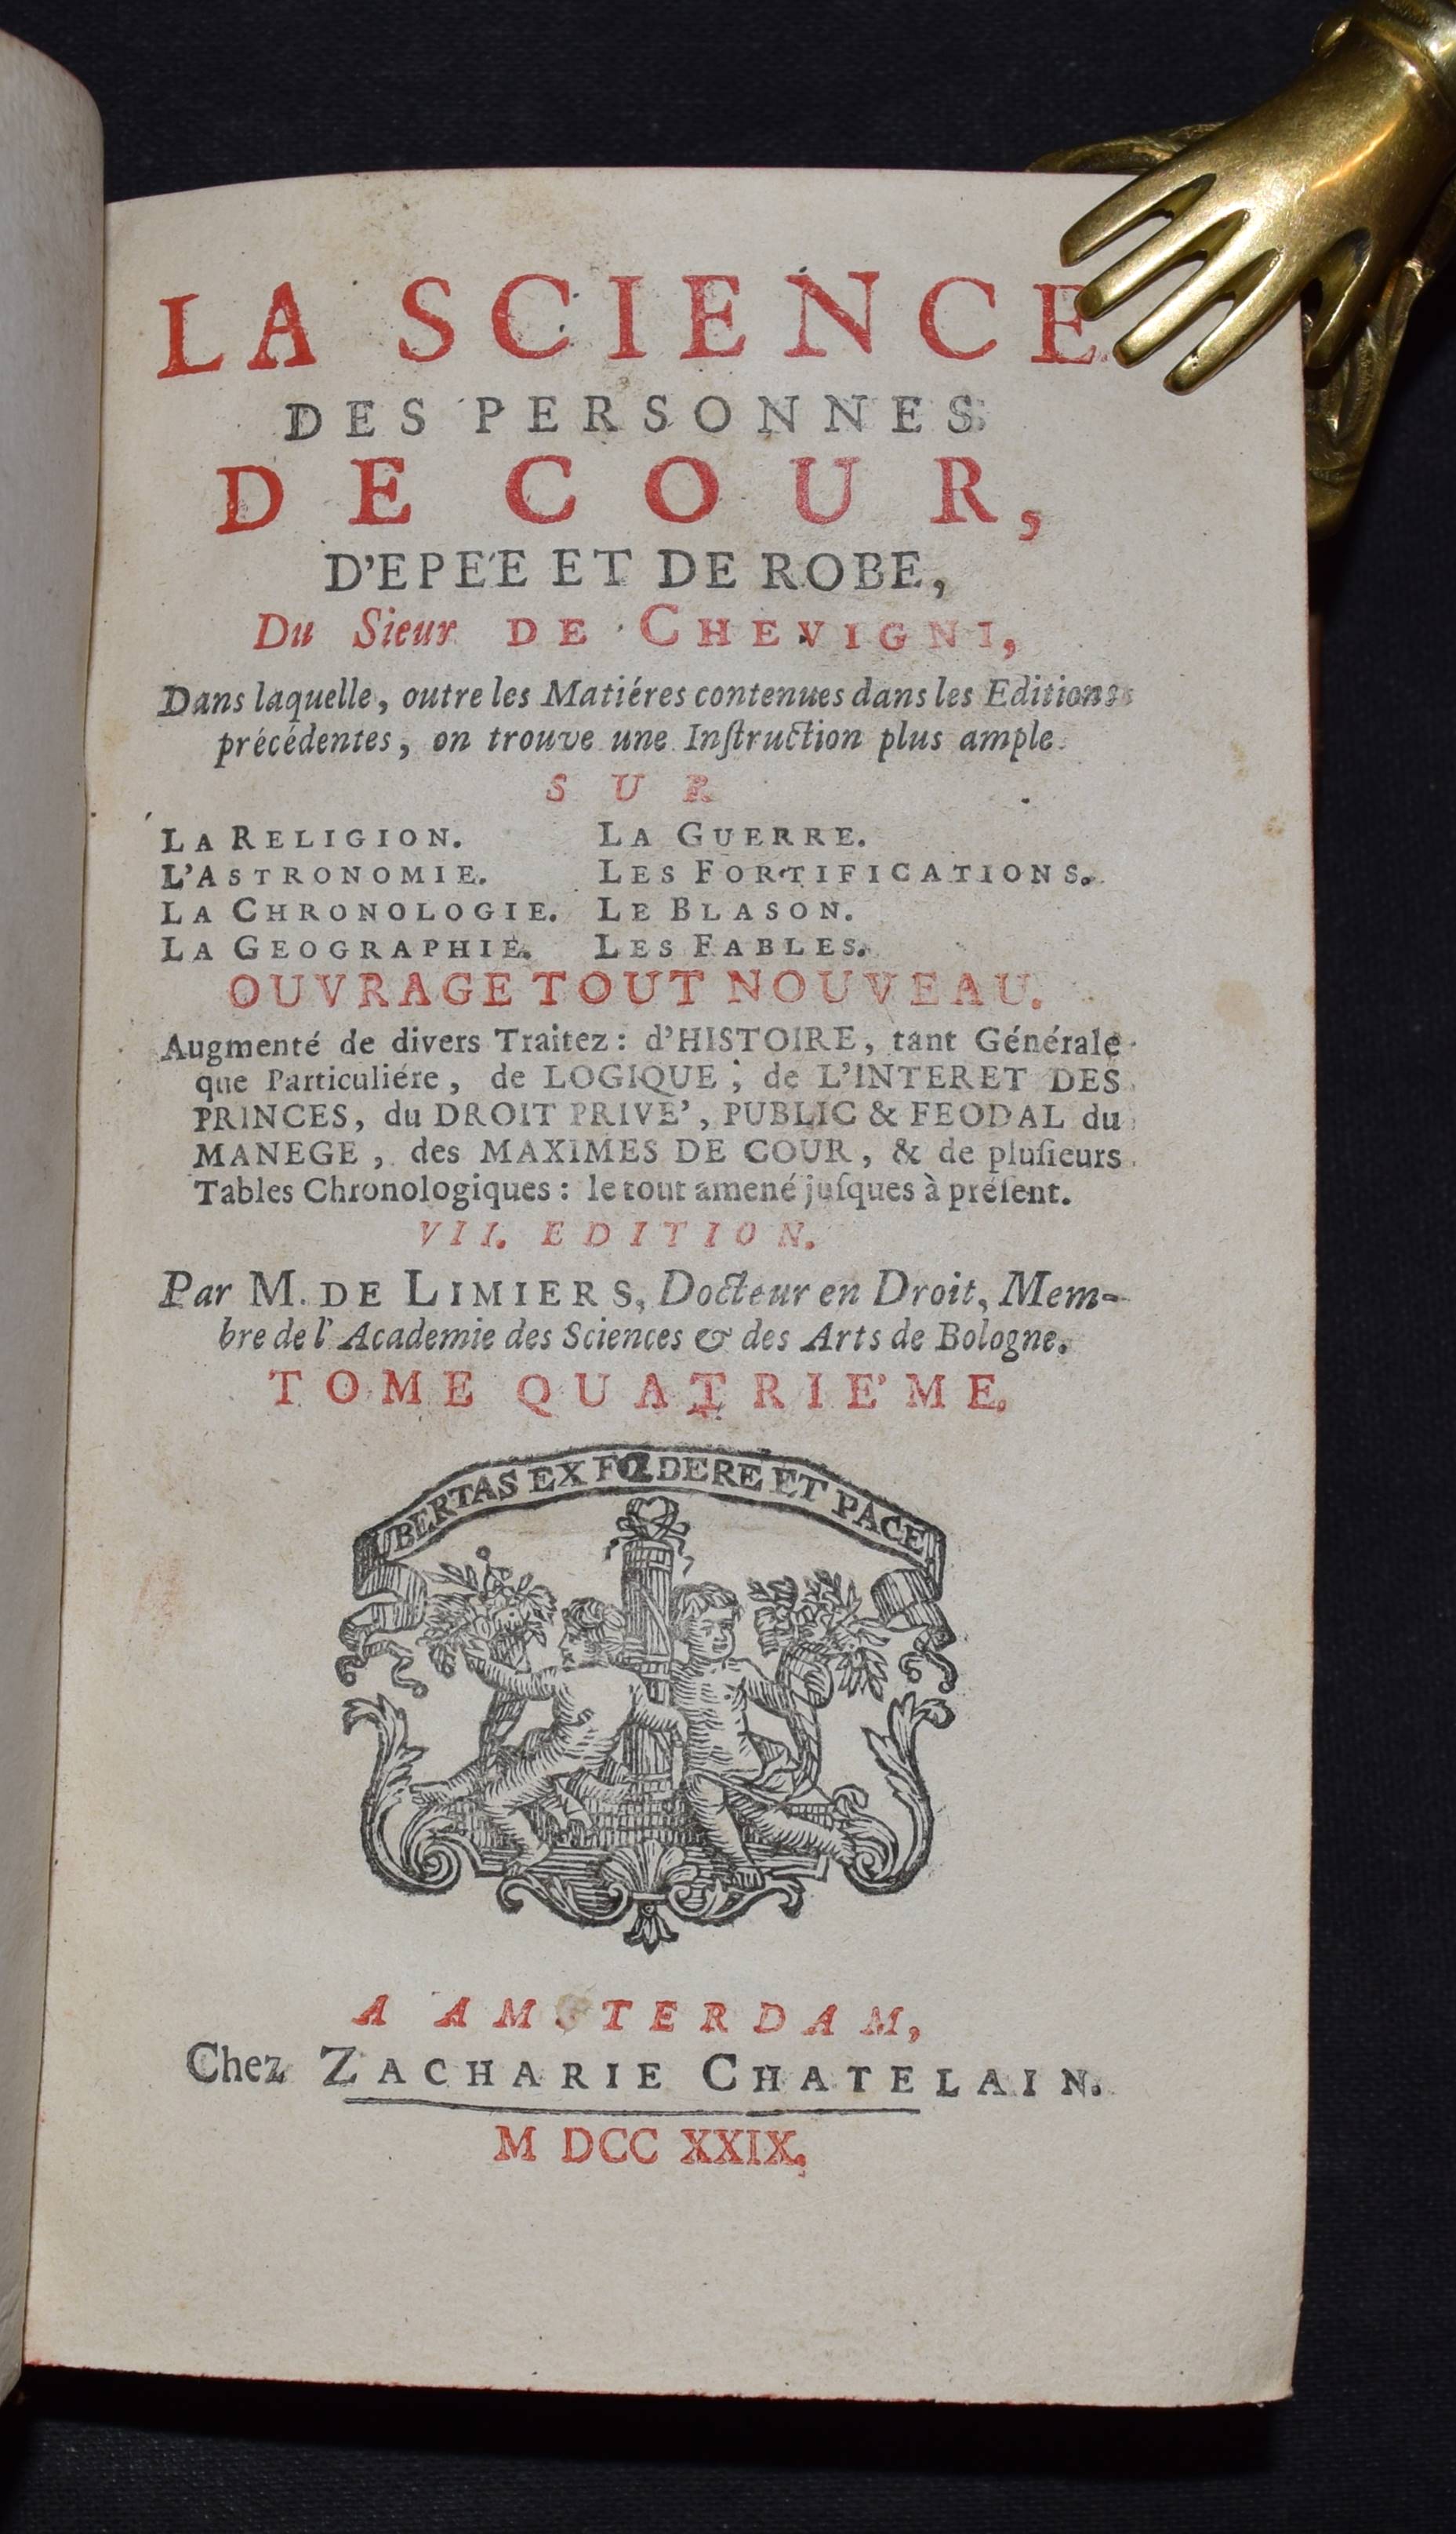 LA SCIENCE
DES PERSONNES
DE COUR,
D'EPE'E ET DE ROBE,
Du Sieur DE CHEVIGNI,
Dans laquelle, outre les Matiéres contenues dans les Editions
précédentes, on trouve une Inſtruction plus ample
SUR
LA RELIGION. LA GUERRE.
L'ASTRONOMIE. LES FORTIFICATIONS.
LA CHRONOLOGIE. LE BLASON.
LA GEOGRAPHIE. LES FABLES.
OUVRAGE TOUT NOUVEAU.
Augmenté de divers Traitez: d'HISTOIRE, tant Générale
que Particuliére, de LOGIQUE, de L'INTERET DES
PRINCES, du DROIT PRIVE', PUBLIC & FEODAL du
MANEGE, des MAXIMES DE COUR, & de pluſieurs
Tables Chronologiques: le tout amené juſques à préſent.
VII. EDITION.
Par M. DE LIMIERS, Docteur en Droit, Mem-
bre de l'Academie des Sciences & des Arts de Bologne.
TOME QUATRIE'ME.
LIBERTAS EX FŒDERE ET PACE
A AMSTERDAM,
Chez ZACHARIE CHATELAIN.
M DCC XXIX.